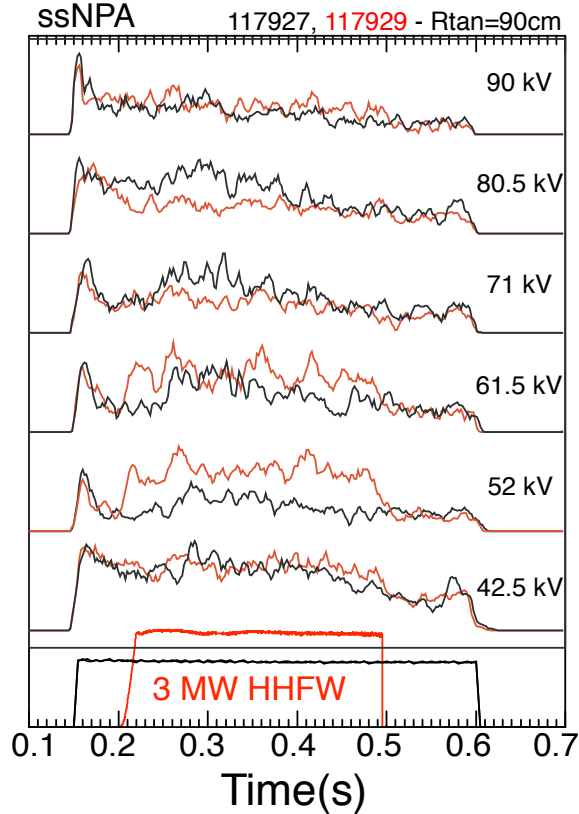 ssNPA
117927, 117929 - Rtan=90cm
90 kV
80.5 kV
71 kV
61.5 kV
52 kV
42.5 kV
3 MW HHFW
0.1 0.2 0.3 0.4 0.5 0.6 0.7
Time(s)